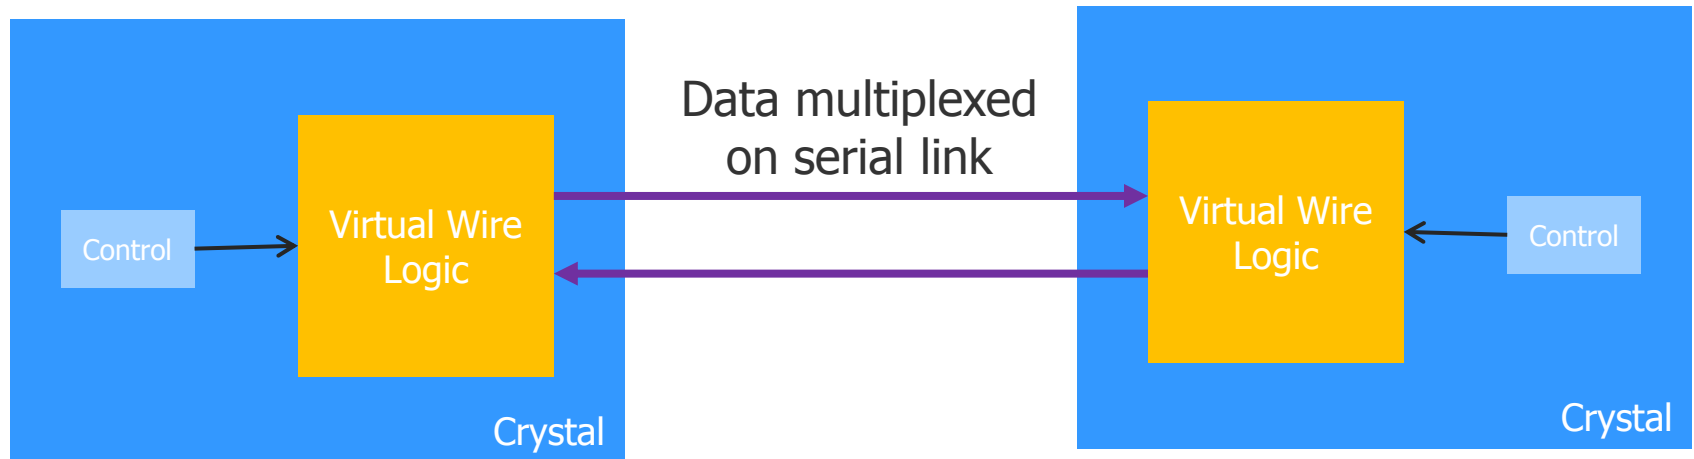 Data multiplexed
on serial link
Control
Virtual Wire
Logic
Crystal
Virtual Wire
Logic
Control
Crystal